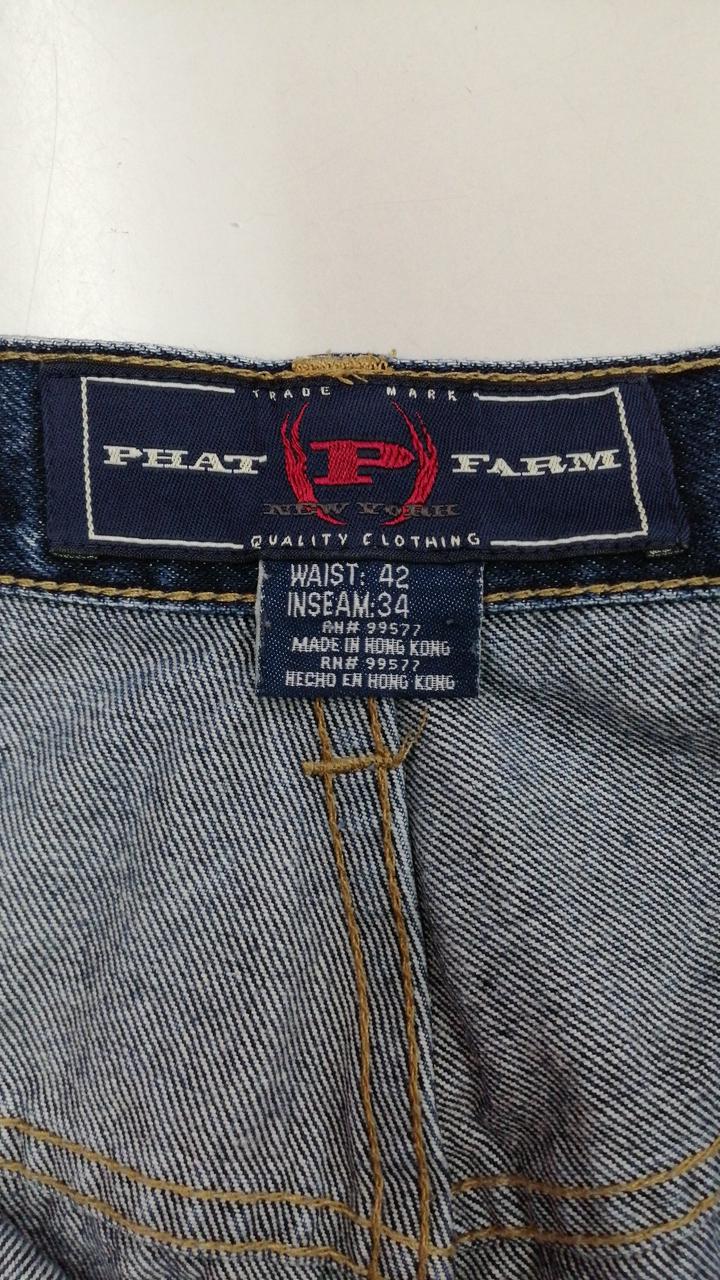 TRADE MARK
PHAT P FARM
NEW YORK
QUALITY CLOTHING
WAIST: 42
INSEAM:34
RN# 99577
MADE IN HONG KONG
RN# 99577
HECHO EN HONG KONG